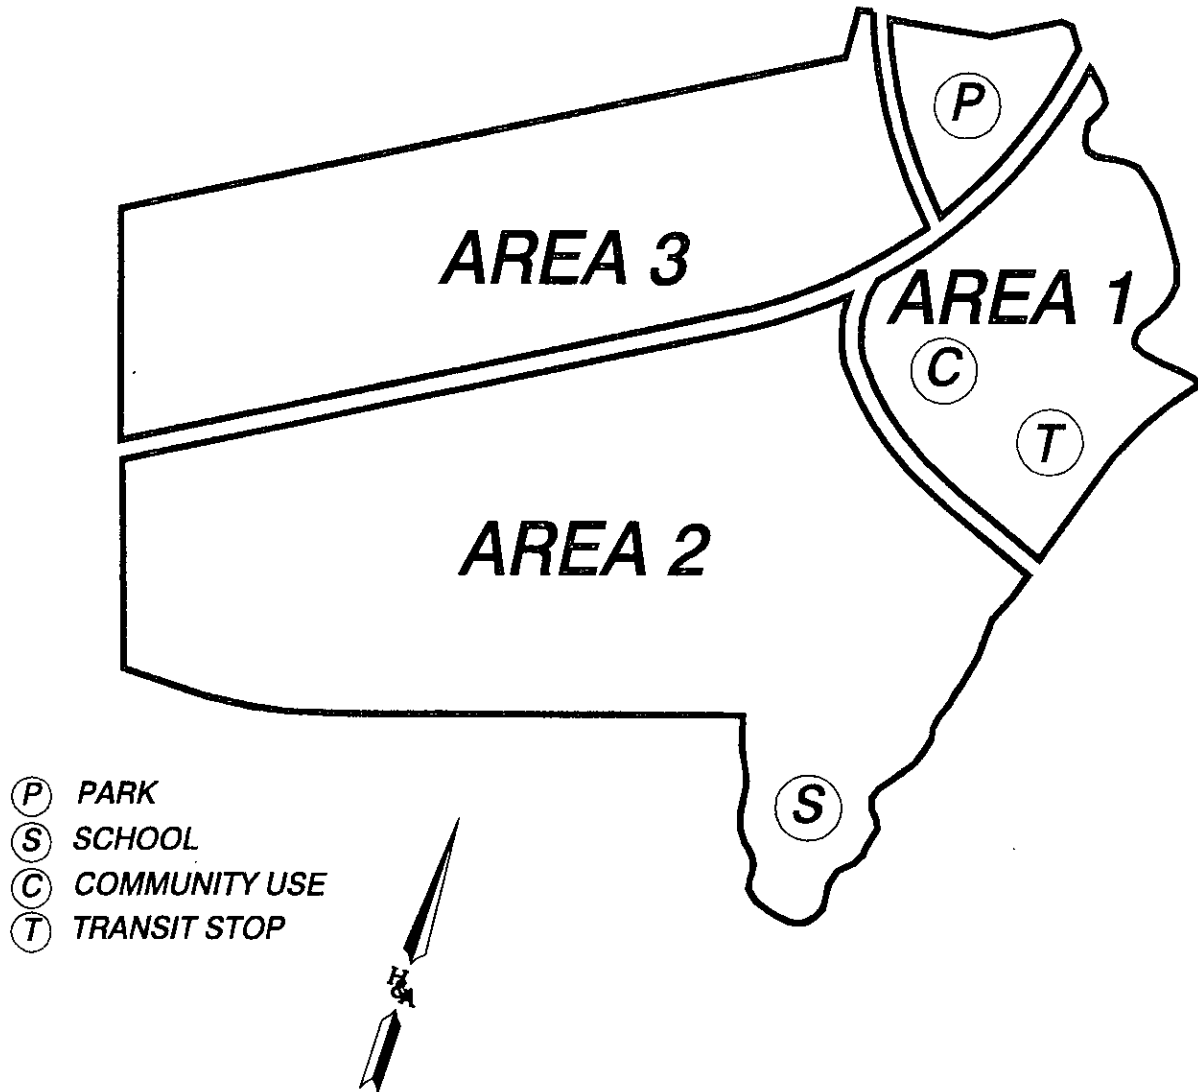 P
AREA 3
AREA 1
C
T
AREA 2
S
P PARK
S SCHOOL
C COMMUNITY USE
T TRANSIT STOP
H&A